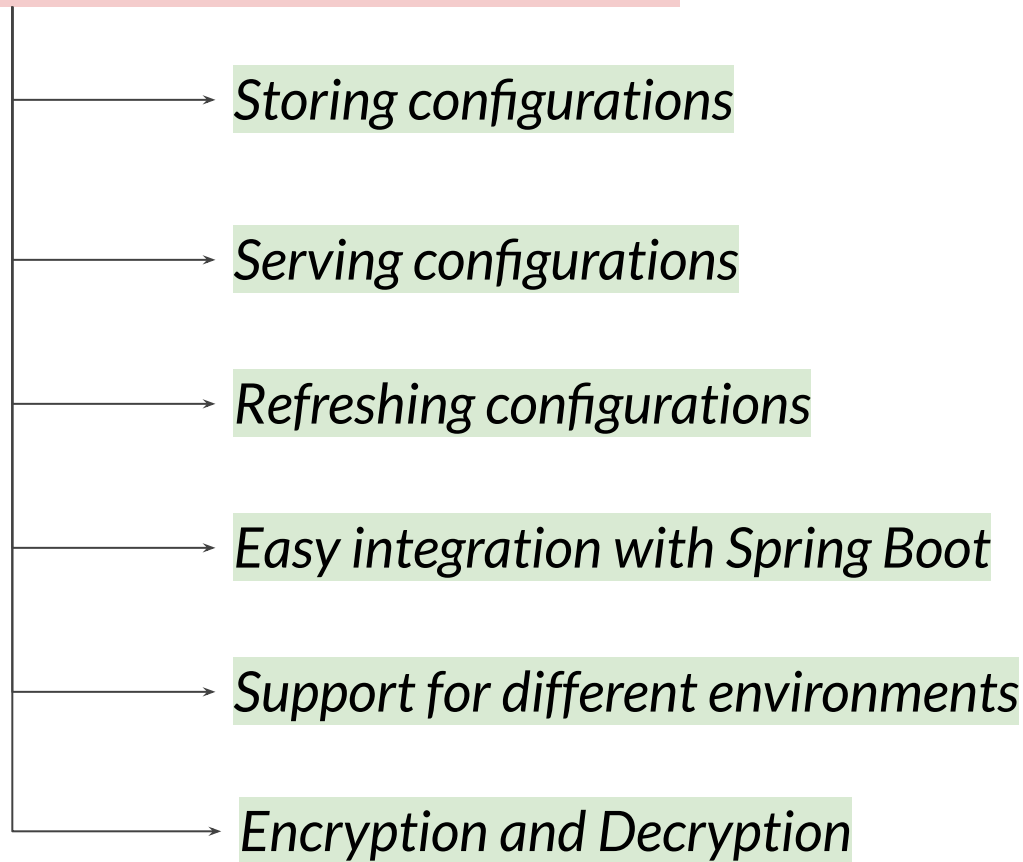 Storing configurations
Serving configurations
Refreshing configurations
Easy integration with Spring Boot
Support for different environments
Encryption and Decryption